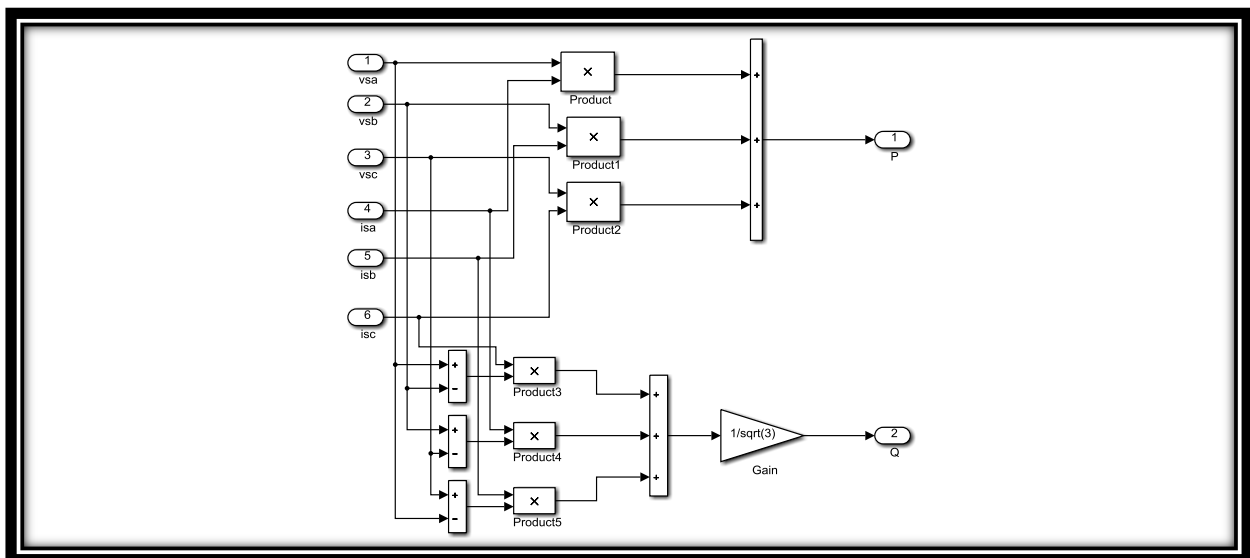 1
vsa
2
vsb
3
vsc
4
isa
5
isb
6
isc
×
Product
×
Product1
×
Product2
+
+
+
1
P
+
−
×
Product3
+
−
×
Product4
+
−
×
Product5
+
+
+
1/sqrt(3)
Gain
2
Q